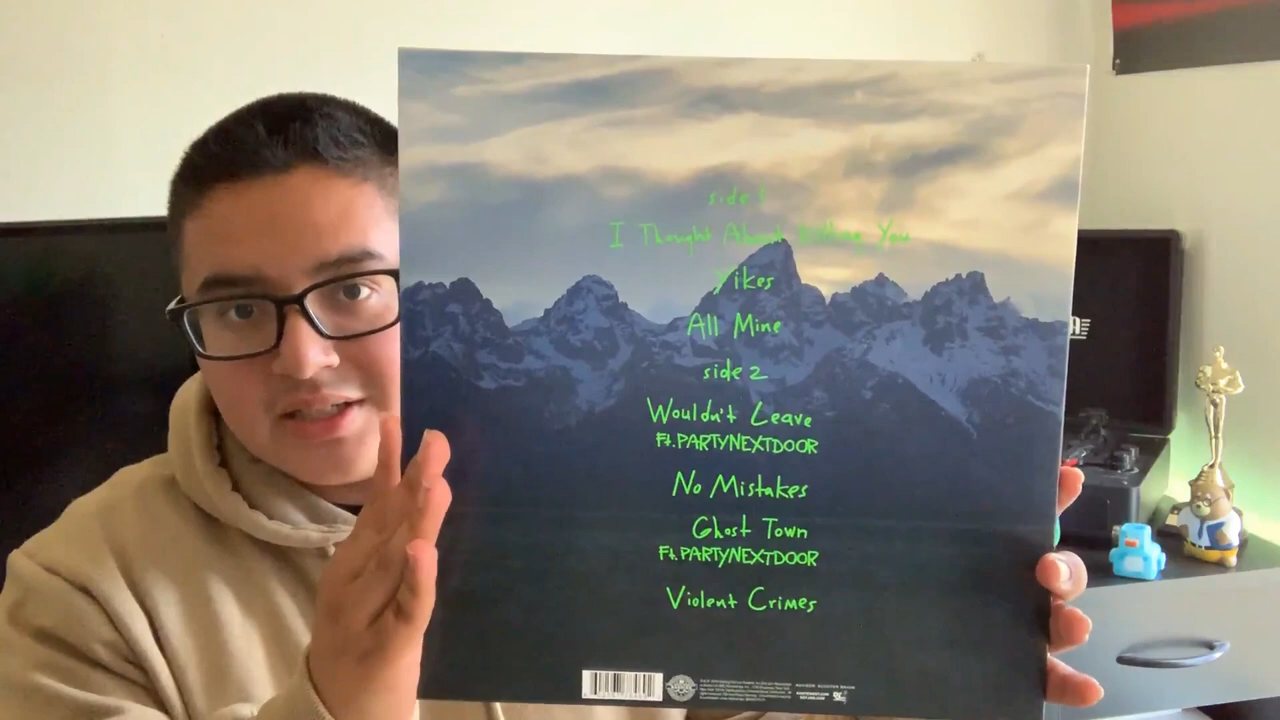 side 1
I Thought About Killing You
Yikes
All Mine
side 2
Wouldn't Leave
Ft. PARTYNEXTDOOR
No Mistakes
Ghost Town
Ft. PARTYNEXTDOOR
Violent Crimes